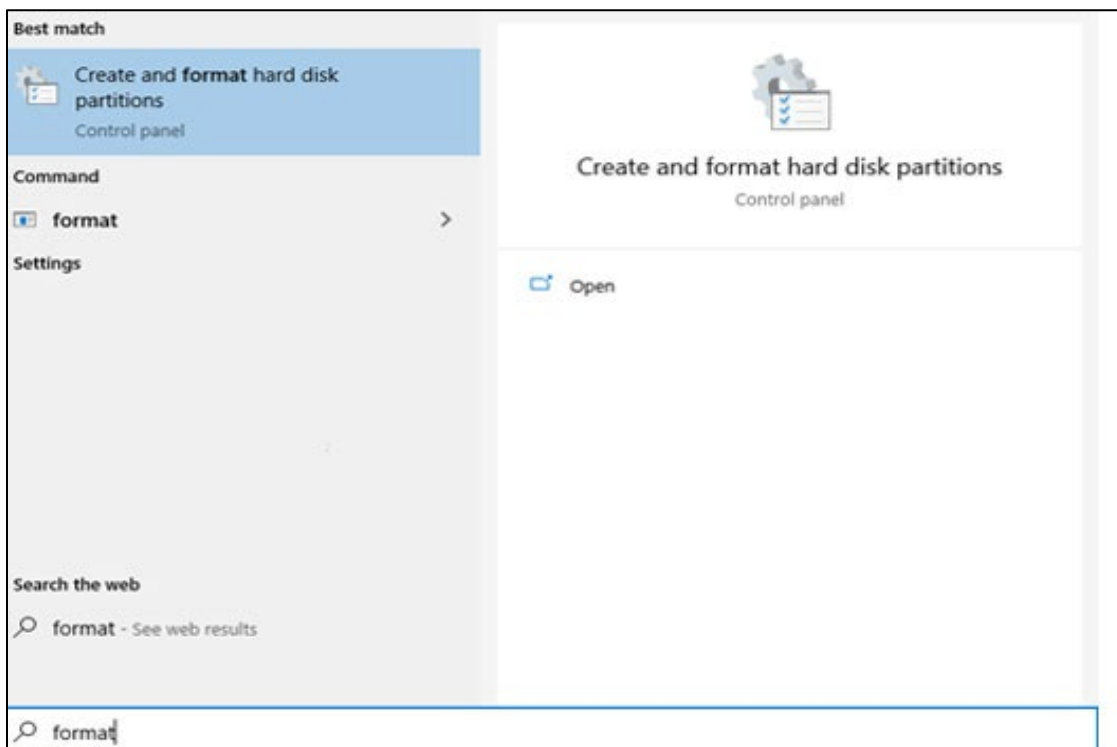 Best match
Create and format hard disk
partitions
Control panel
Command
format
Settings
Search the web
format - See web results
format
Create and format hard disk partitions
Control panel
Open